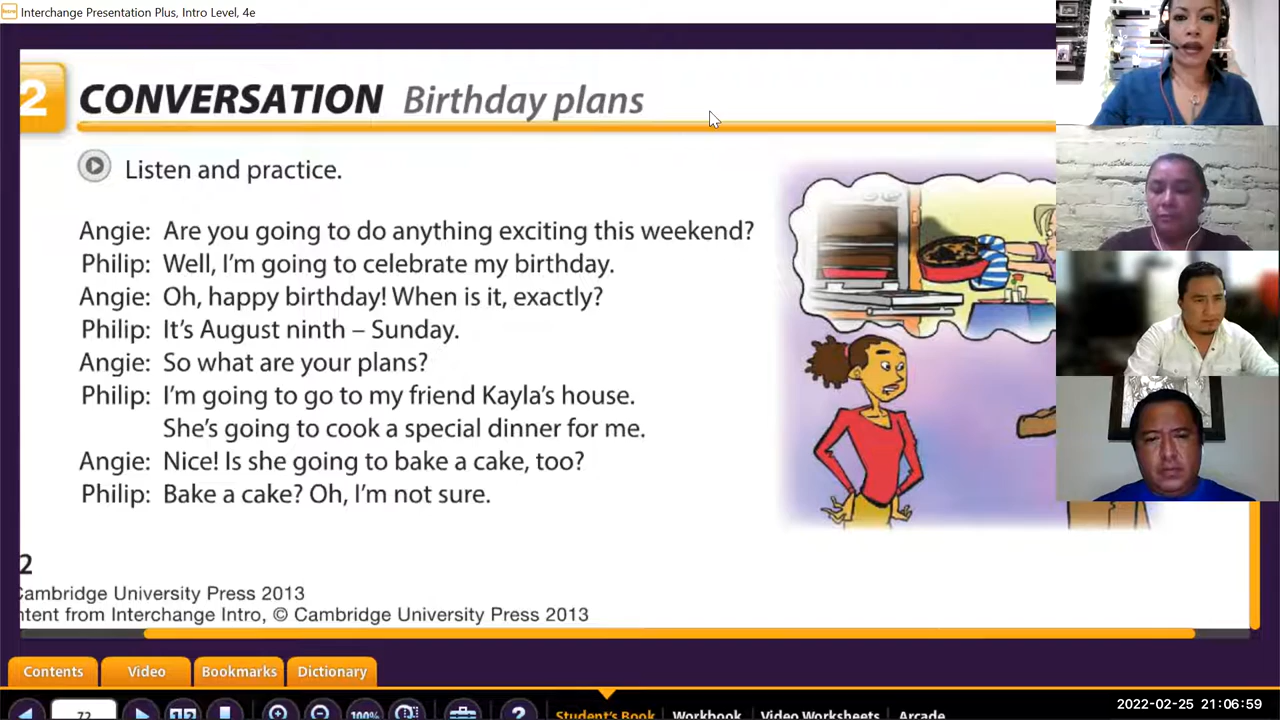 Interchange Presentation Plus, Intro Level, 4e
2 CONVERSATION Birthday plans
Listen and practice.
Angie: Are you going to do anything exciting this weekend?
Philip: Well, I'm going to celebrate my birthday.
Angie: Oh, happy birthday! When is it, exactly?
Philip: It's August ninth – Sunday.
Angie: So what are your plans?
Philip: I'm going to go to my friend Kayla's house.
She's going to cook a special dinner for me.
Angie: Nice! Is she going to bake a cake, too?
Philip: Bake a cake? Oh, I'm not sure.
2
Cambridge University Press 2013
ntent from Interchange Intro, © Cambridge University Press 2013
Contents Video Bookmarks Dictionary
72 100% ? Student's Book Workbook Video Worksheets Arcade
2022-02-25 21:06:59